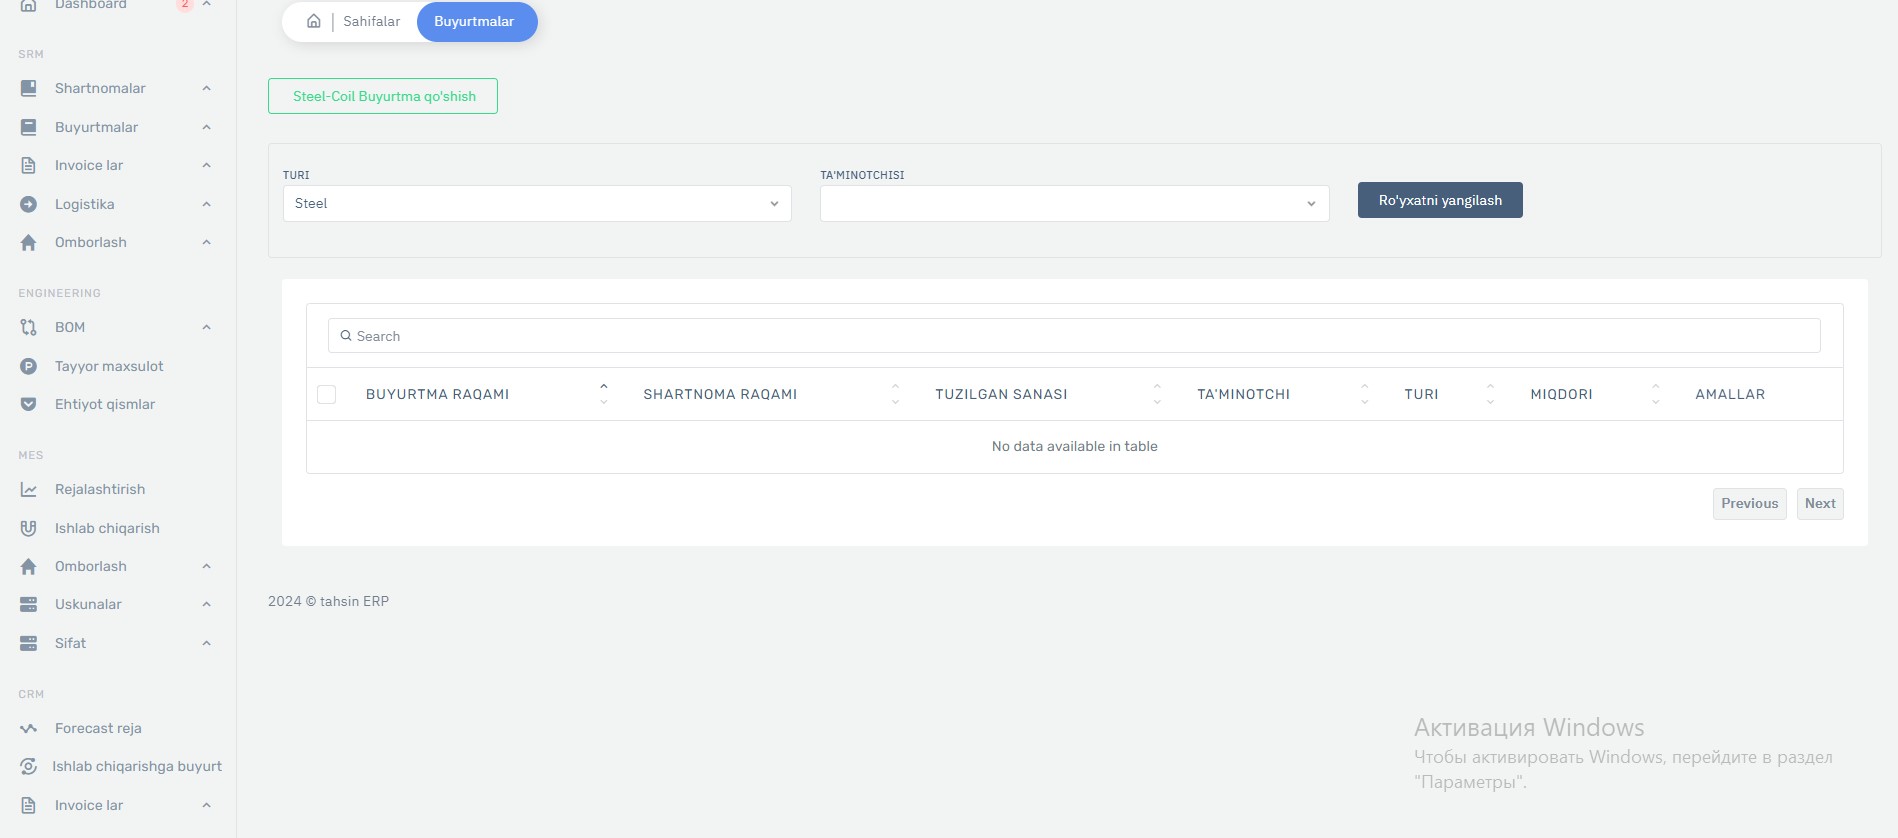 Dashboard 2
SRM
Shartnomalar
Buyurtmalar
Invoice lar
Logistika
Omborlash
ENGINEERING
BOM
Tayyor maxsulot
Ehtiyot qismlar
MES
Rejalashtirish
Ishlab chiqarish
Omborlash
Uskunalar
Sifat
CRM
Forecast reja
Ishlab chiqarishga buyurt
Invoice lar
Sahifalar Buyurtmalar
Steel-Coil Buyurtma qo'shish
TURI TA'MINOTCHISI
Steel Ro'yxatni yangilash
Search
BUYURTMA RAQAMI SHARTNOMA RAQAMI TUZILGAN SANASI TA'MINOTCHI TURI MIQDORI AMALLAR
No data available in table
Previous Next
2024 © tahsin ERP
Активация Windows
Чтобы активировать Windows, перейдите в раздел
"Параметры".